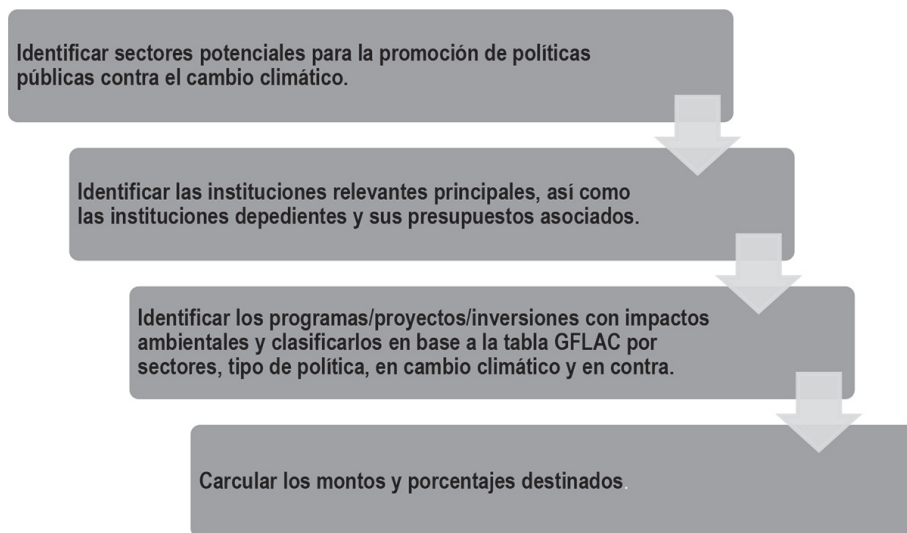 Identificar sectores potenciales para la promoción de políticas
públicas contra el cambio climático.
Identificar las instituciones relevantes principales, así como
las instituciones depedientes y sus presupuestos asociados.
Identificar los programas/proyectos/inversiones con impactos
ambientales y clasificarlos en base a la tabla GFLAC por
sectores, tipo de política, en cambio climático y en contra.
Carcular los montos y porcentajes destinados.